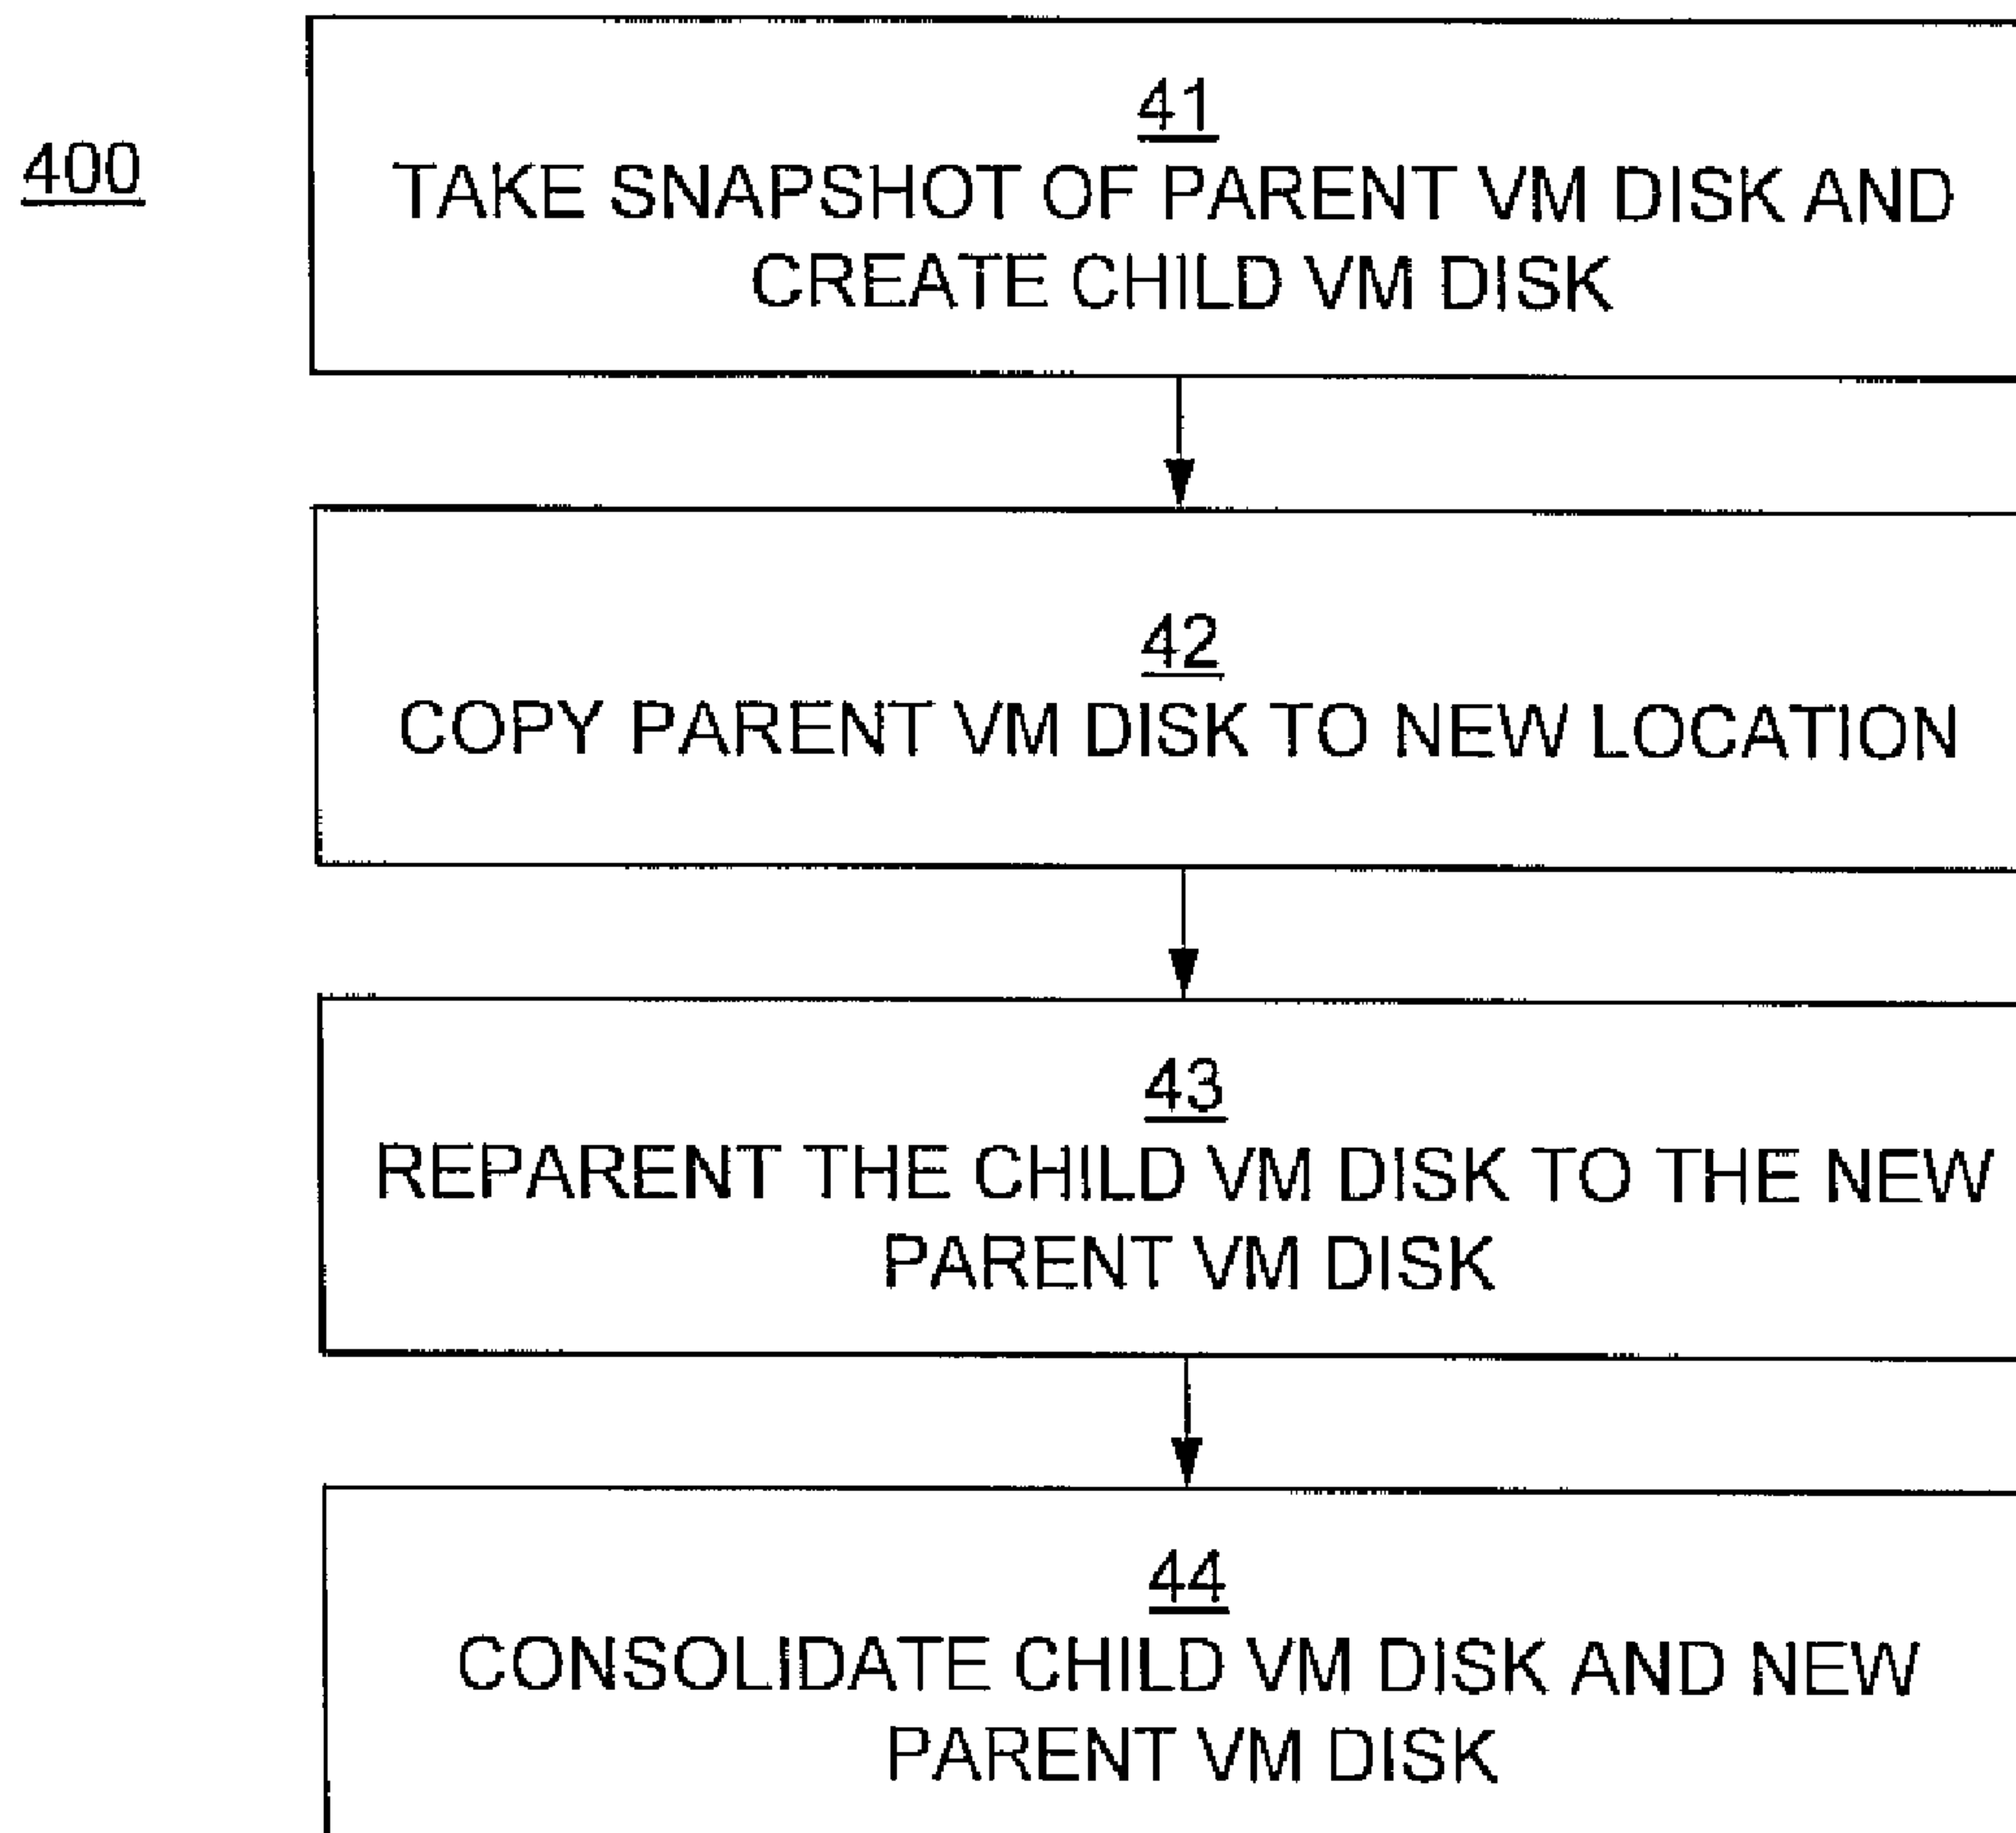 400
41
TAKE SNAPSHOT OF PARENT VM DISK AND
CREATE CHILD VM DISK
42
COPY PARENT VM DISK TO NEW LOCATION
43
REPARENT THE CHILD VM DISK TO THE NEW
PARENT VM DISK
44
CONSOLIDATE CHILD VM DISK AND NEW
PARENT VM DISK